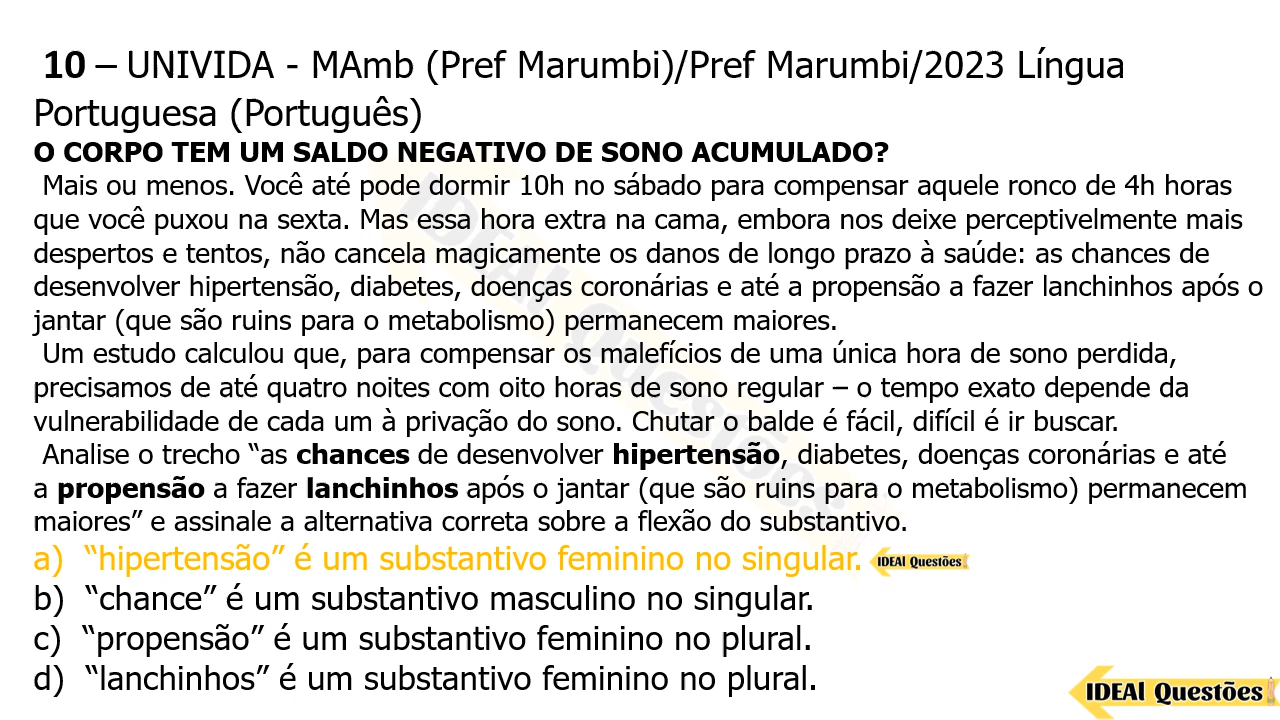 10 – UNIVIDA - MAmb (Pref Marumbi)/Pref Marumbi/2023 Língua
Portuguesa (Português)
O CORPO TEM UM SALDO NEGATIVO DE SONO ACUMULADO?
Mais ou menos. Você até pode dormir 10h no sábado para compensar aquele ronco de 4h horas
que você puxou na sexta. Mas essa hora extra na cama, embora nos deixe perceptivelmente mais
despertos e tentos, não cancela magicamente os danos de longo prazo à saúde: as chances de
desenvolver hipertensão, diabetes, doenças coronárias e até a propensão a fazer lanchinhos após o
jantar (que são ruins para o metabolismo) permanecem maiores.
Um estudo calculou que, para compensar os malefícios de uma única hora de sono perdida,
precisamos de até quatro noites com oito horas de sono regular – o tempo exato depende da
vulnerabilidade de cada um à privação do sono. Chutar o balde é fácil, difícil é ir buscar.
Analise o trecho “as chances de desenvolver hipertensão, diabetes, doenças coronárias e até
a propensão a fazer lanchinhos após o jantar (que são ruins para o metabolismo) permanecem
maiores” e assinale a alternativa correta sobre a flexão do substantivo.
a) “hipertensão” é um substantivo feminino no singular. IDEAl Questões
b) “chance” é um substantivo masculino no singular.
c) “propensão” é um substantivo feminino no plural.
d) “lanchinhos” é um substantivo feminino no plural.
IDEAl Questões
IDEAl Questões